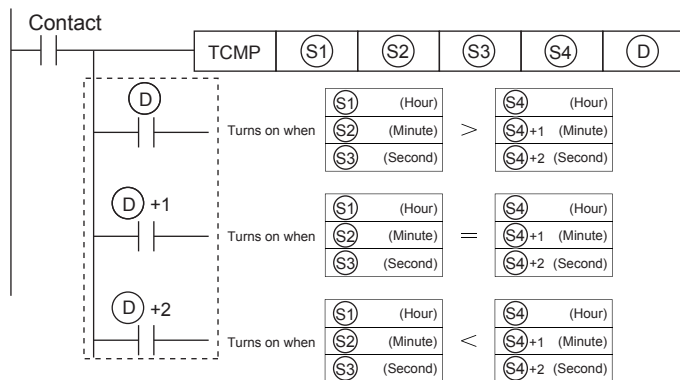 Contact
TCMP S1 S2 S3 S4 D
D
Turns on when
S1 (Hour)
S2 (Minute)
S3 (Second)
>
S4 (Hour)
S4+1 (Minute)
S4+2 (Second)
D +1
Turns on when
S1 (Hour)
S2 (Minute)
S3 (Second)
=
S4 (Hour)
S4+1 (Minute)
S4+2 (Second)
D +2
Turns on when
S1 (Hour)
S2 (Minute)
S3 (Second)
<
S4 (Hour)
S4+1 (Minute)
S4+2 (Second)